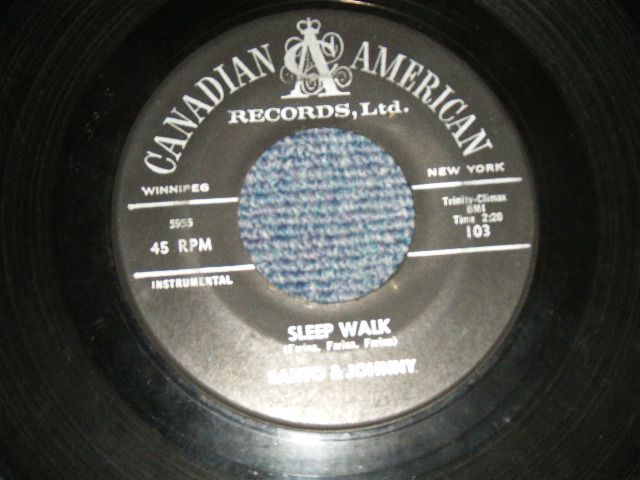 CANADIAN AMERICAN
RECORDS, Ltd.
WINNIPEG
NEW YORK
5955
45 RPM
INSTRUMENTAL
Trinity-Climax
BMI
Time 2:20
103
SLEEP WALK
(Farina, Farina, Farina)
SANTO & JOHNNY